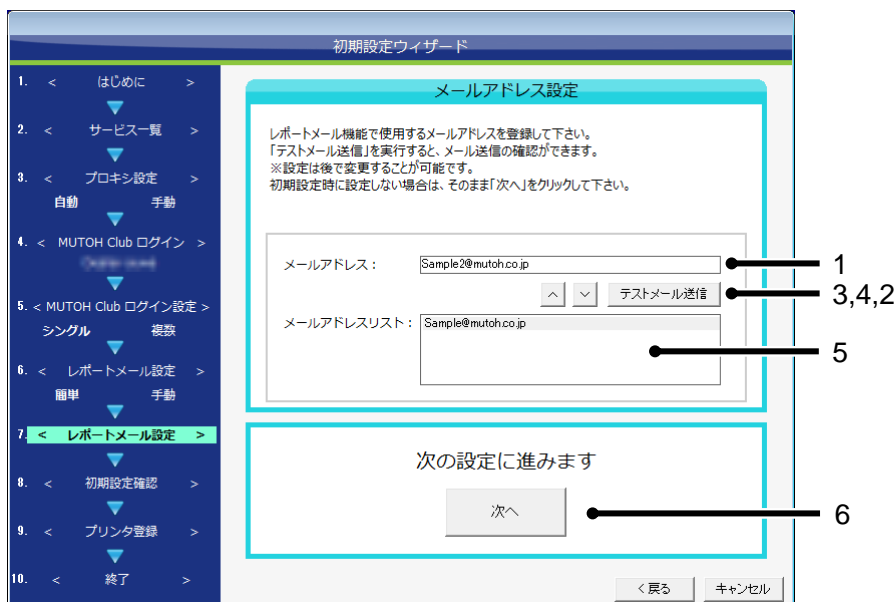 初期設定ウィザード
1. < はじめに >
2. < サービス一覧 >
3. < プロキシ設定 >
自動 手動
4. < MUTOH Club ログイン >
5. < MUTOH Club ログイン設定 >
シングル 複数
6. < レポートメール設定 >
簡単 手動
7. < レポートメール設定 >
8. < 初期設定確認 >
9. < プリンタ登録 >
10. < 終了 >
メールアドレス設定
レポートメール機能で使用するメールアドレスを登録して下さい。
「テストメール送信」を実行すると、メール送信の確認ができます。
※設定は後で変更することが可能です。
初期設定時に設定しない場合は、そのまま「次へ」をクリックして下さい。
メールアドレス： Sample2@mutoh.co.jp 1
テストメール送信 3,4,2
メールアドレスリスト： Sample@mutoh.co.jp
5
次の設定に進みます
次へ 6
<戻る キャンセル